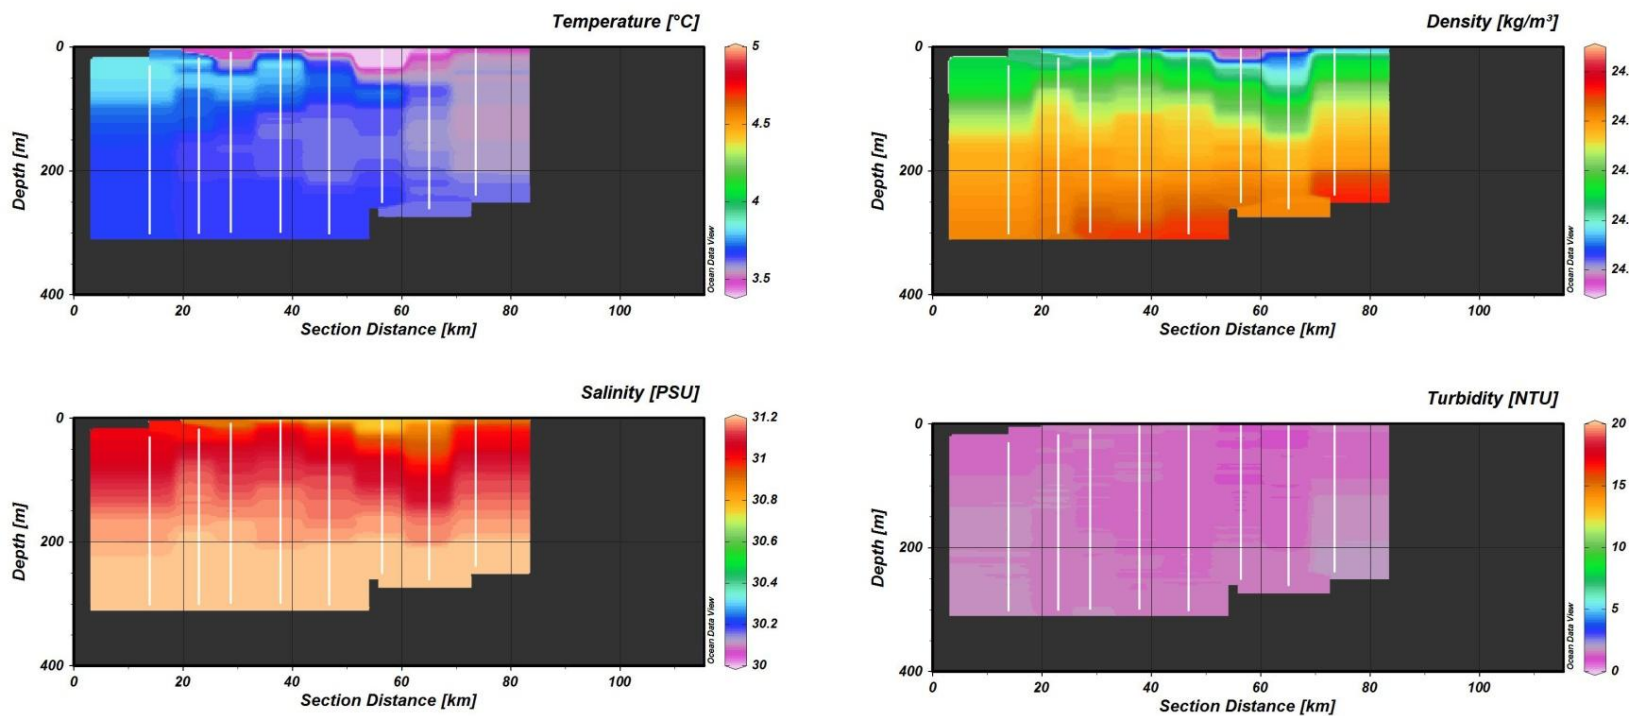 Temperature [°C]
0
200
400
Depth [m]
0 20 40 60 80 100
Section Distance [km]
5
4.5
4
3.5
Ocean Data View
Density [kg/m³]
0
200
400
Depth [m]
0 20 40 60 80 100
Section Distance [km]
24.
24.
24.
24.
24.
Ocean Data View
Salinity [PSU]
0
200
400
Depth [m]
0 20 40 60 80 100
Section Distance [km]
31.2
31
30.8
30.6
30.4
30.2
30
Ocean Data View
Turbidity [NTU]
0
200
400
Depth [m]
0 20 40 60 80 100
Section Distance [km]
20
15
10
5
0
Ocean Data View